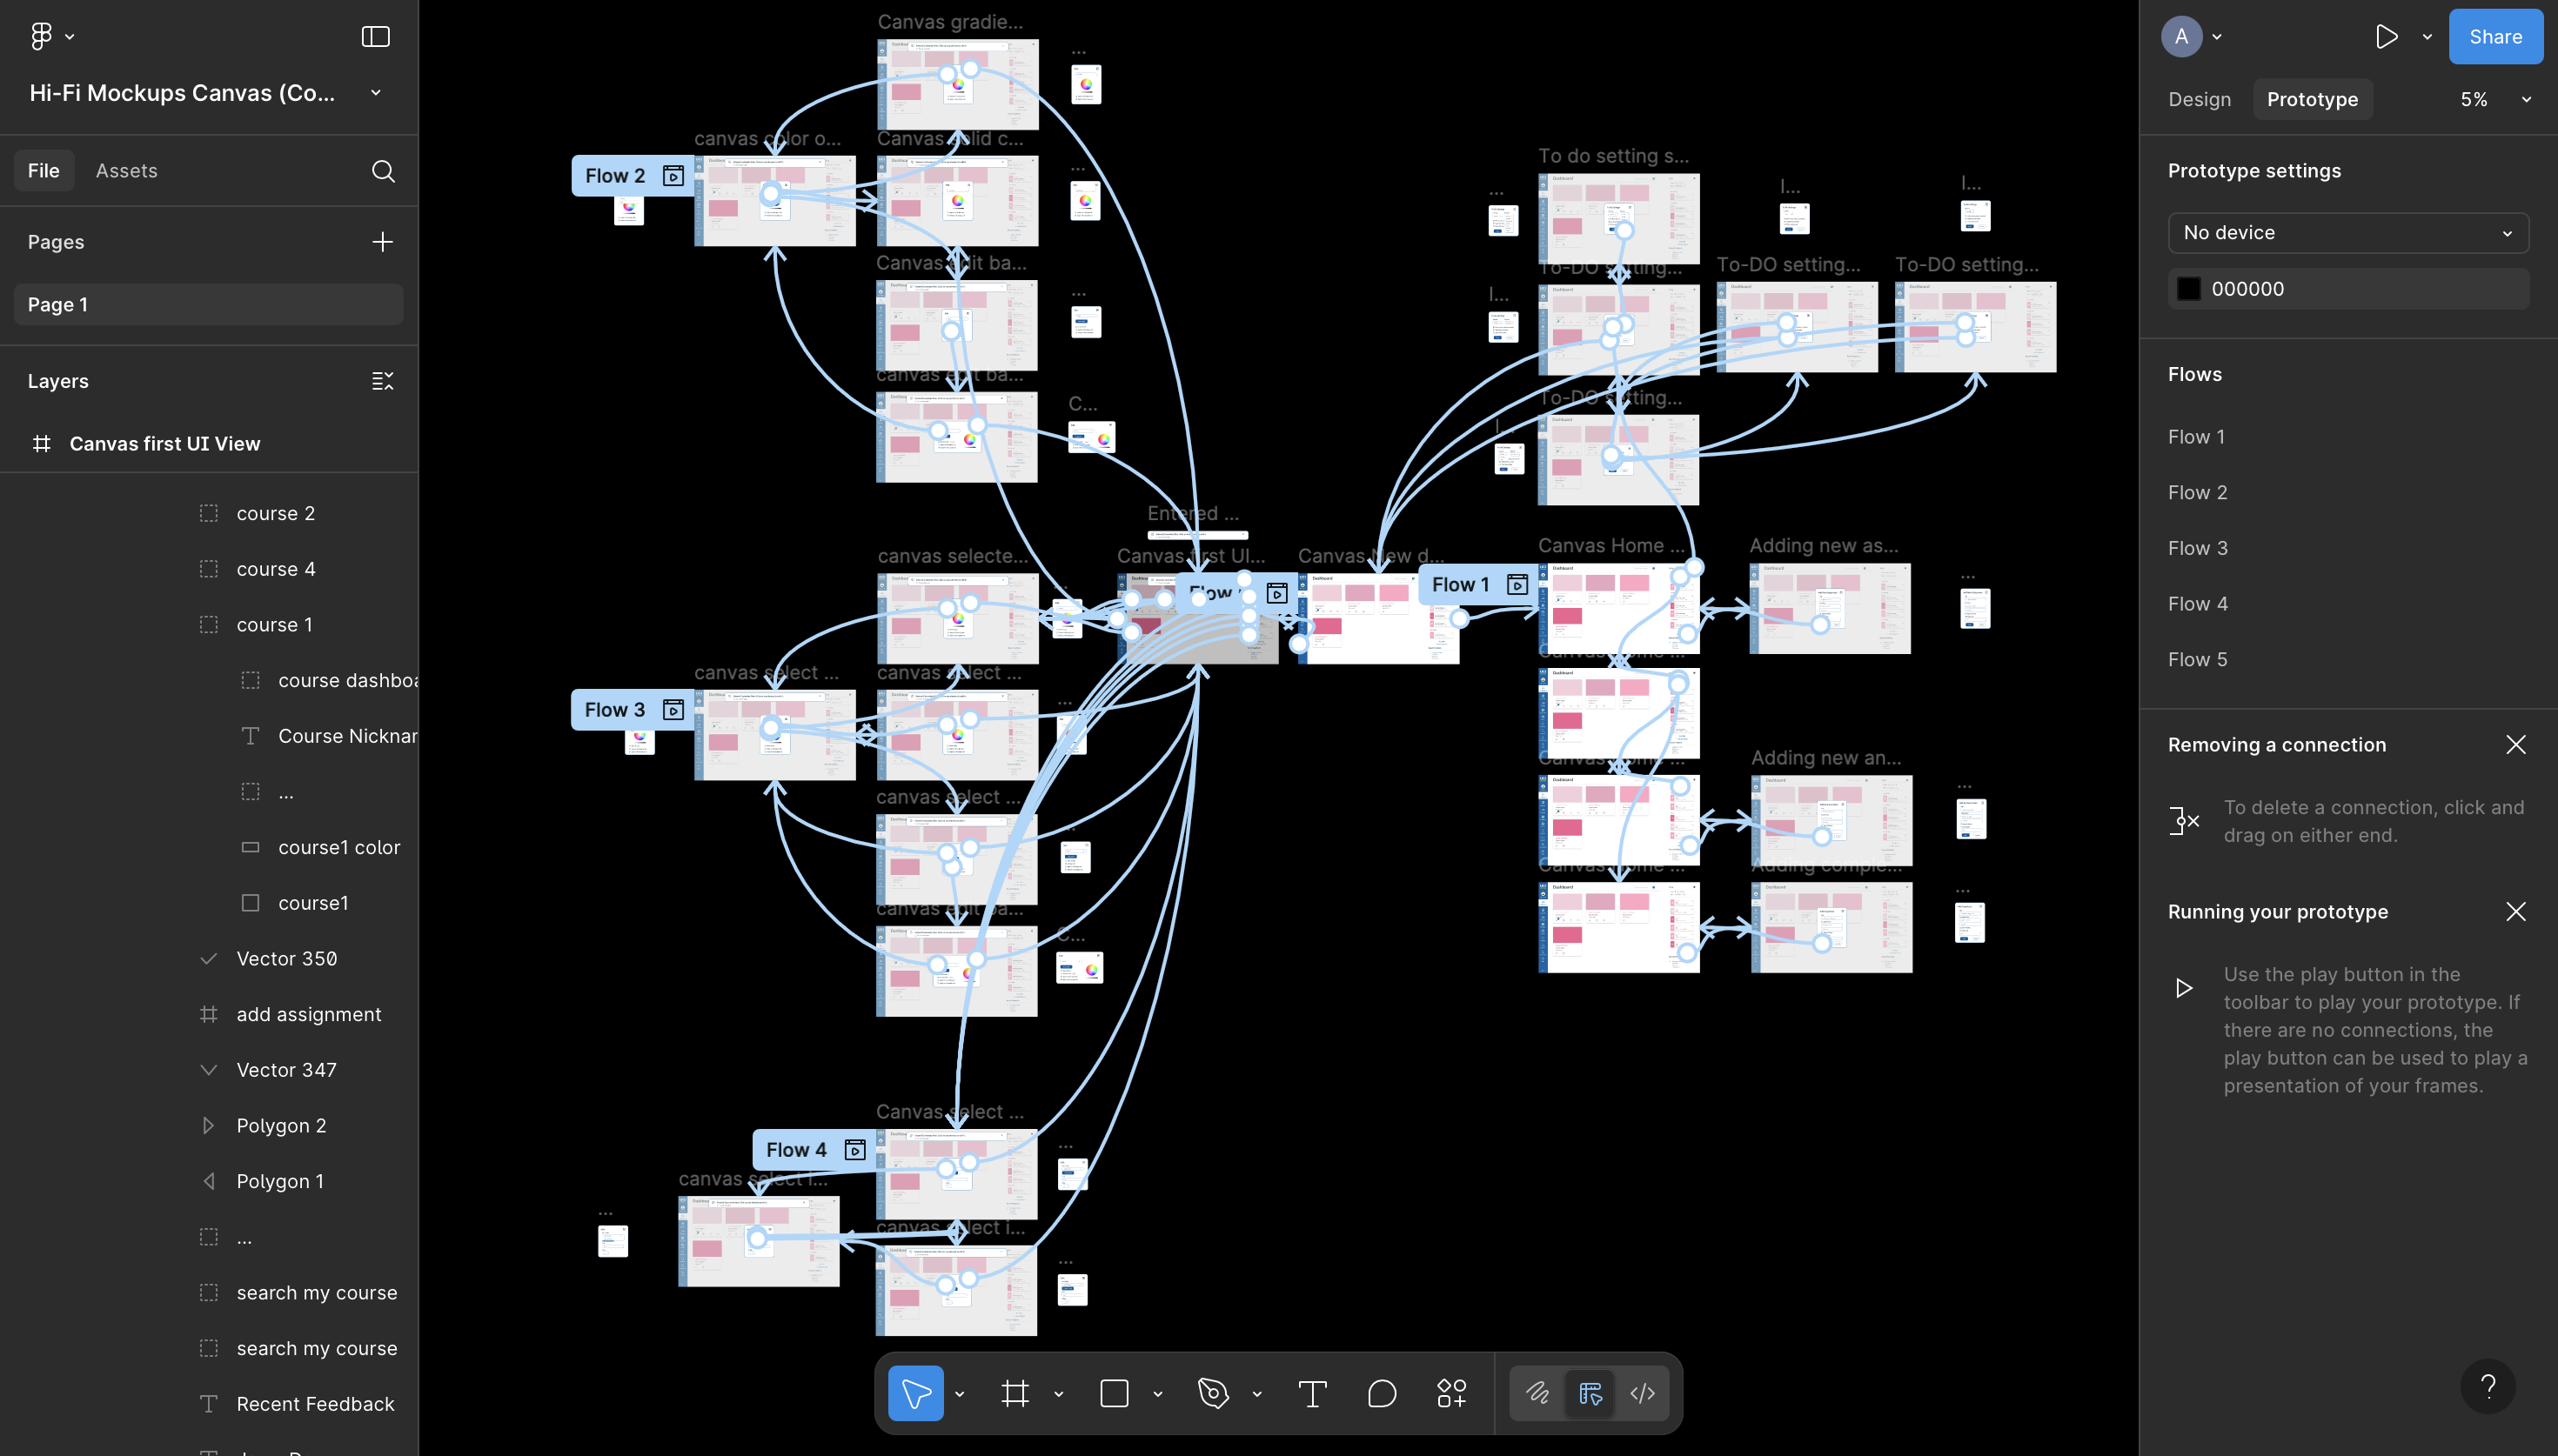 Hi-Fi Mockups Canvas (Co...
File
Assets
Pages
Page 1
Layers
Canvas first UI View
course 2
course 4
course 1
course dashboa
Course Nicknar
...
course1 color
course1
Vector 350
add assignment
Vector 347
Polygon 2
Polygon 1
...
search my course
search my course
Recent Feedback
Canvas gradie...
...
canvas color o...
Canvas solid c...
...
Flow 2
Canvas edit ba...
...
canvas edit ba...
C...
To do setting s...
...
I...
I...
To-DO setting...
To-DO setting...
To-DO setting...
I...
To-DO setting...
Entered ...
canvas selecte...
Canvas first UI...
Canvas New d...
Flow 1
Canvas Home ...
Adding new as...
...
canvas select ...
canvas select ...
...
Flow 3
canvas select ...
canvas edit ba...
C...
Adding new an...
...
Adding comple...
...
Canvas select ...
...
Flow 4
canvas select i...
...
canvas select i...
...
A
Share
Design
Prototype
5%
Prototype settings
No device
000000
Flows
Flow 1
Flow 2
Flow 3
Flow 4
Flow 5
Removing a connection
To delete a connection, click and
drag on either end.
Running your prototype
Use the play button in the
toolbar to play your prototype. If
there are no connections, the
play button can be used to play a
presentation of your frames.
?